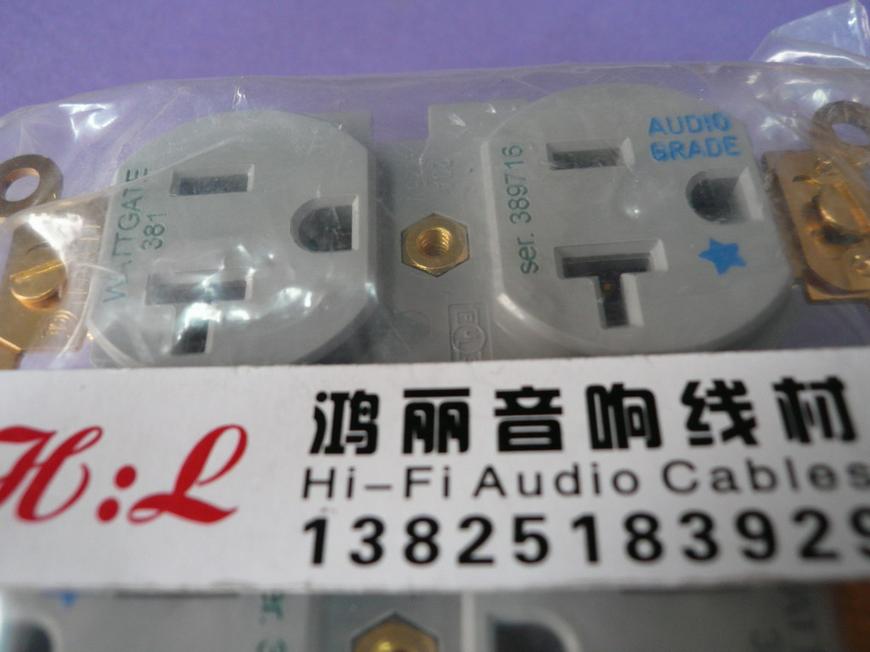 WATTGATE
381
ser. 389716
AUDIO
GRADE
H:L
鸿丽音响线材
Hi-Fi Audio Cables
13825183929